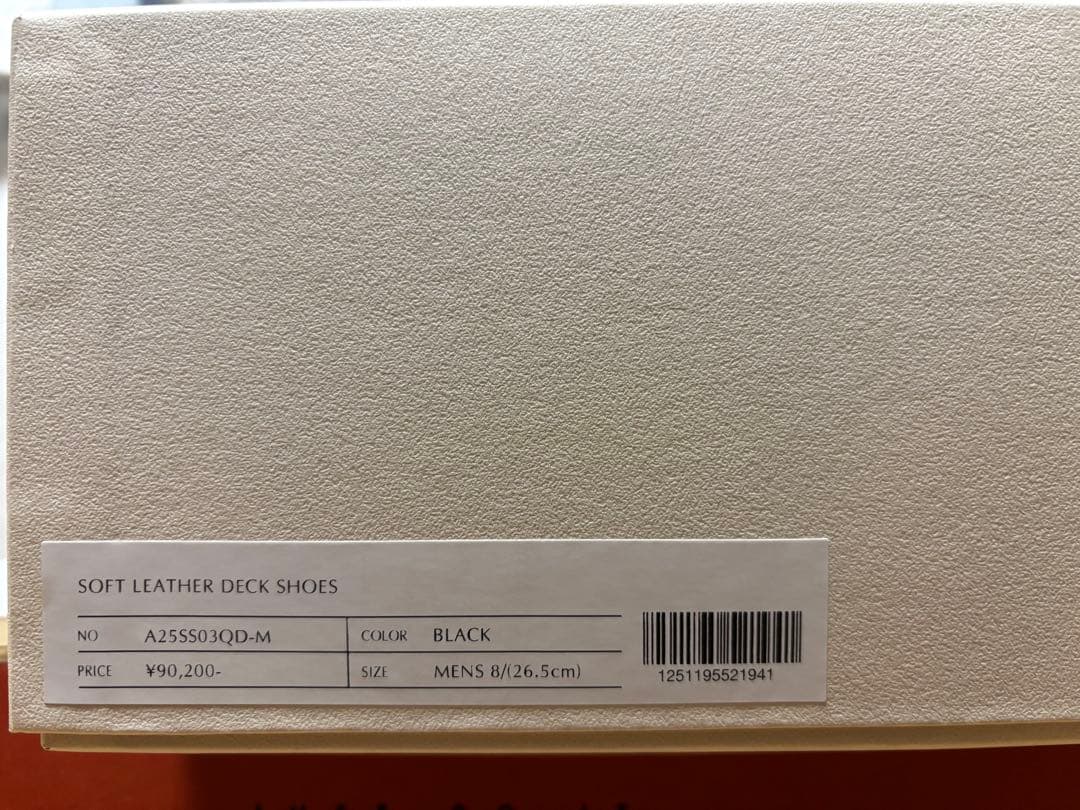 SOFT LEATHER DECK SHOES
NO A25SS03QD-M COLOR BLACK
PRICE ¥90,200- SIZE MENS 8/(26.5cm)
1251195521941